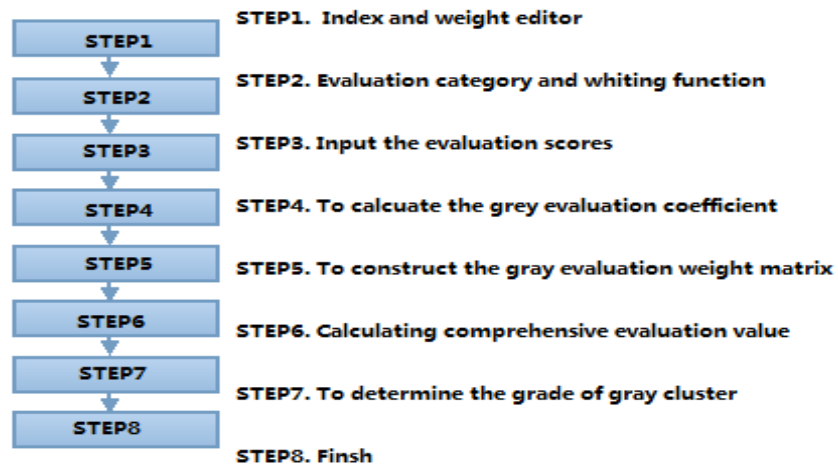 STEP1
STEP1. Index and weight editor
STEP2
STEP2. Evaluation category and whiting function
STEP3
STEP3. Input the evaluation scores
STEP4
STEP4. To calcuate the grey evaluation coefficient
STEP5
STEP5. To construct the gray evaluation weight matrix
STEP6
STEP6. Calculating comprehensive evaluation value
STEP7
STEP7. To determine the grade of gray cluster
STEP8
STEP8. Finsh